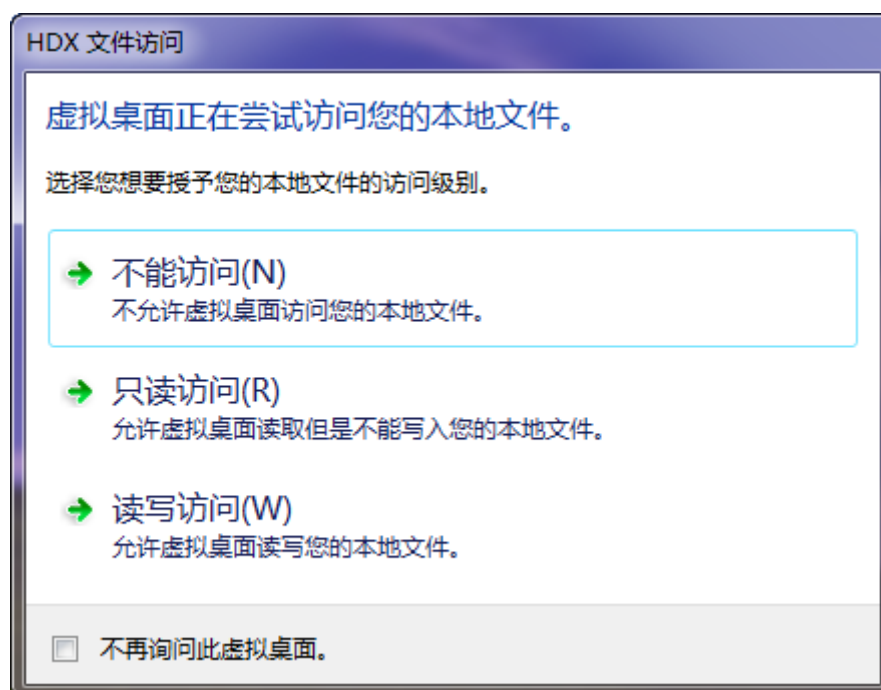 HDX 文件访问
虚拟桌面正在尝试访问您的本地文件。
选择您想要授予您的本地文件的访问级别。
不能访问(N)
不允许虚拟桌面访问您的本地文件。
只读访问(R)
允许虚拟桌面读取但是不能写入您的本地文件。
读写访问(W)
允许虚拟桌面读写您的本地文件。
不再询问此虚拟桌面。